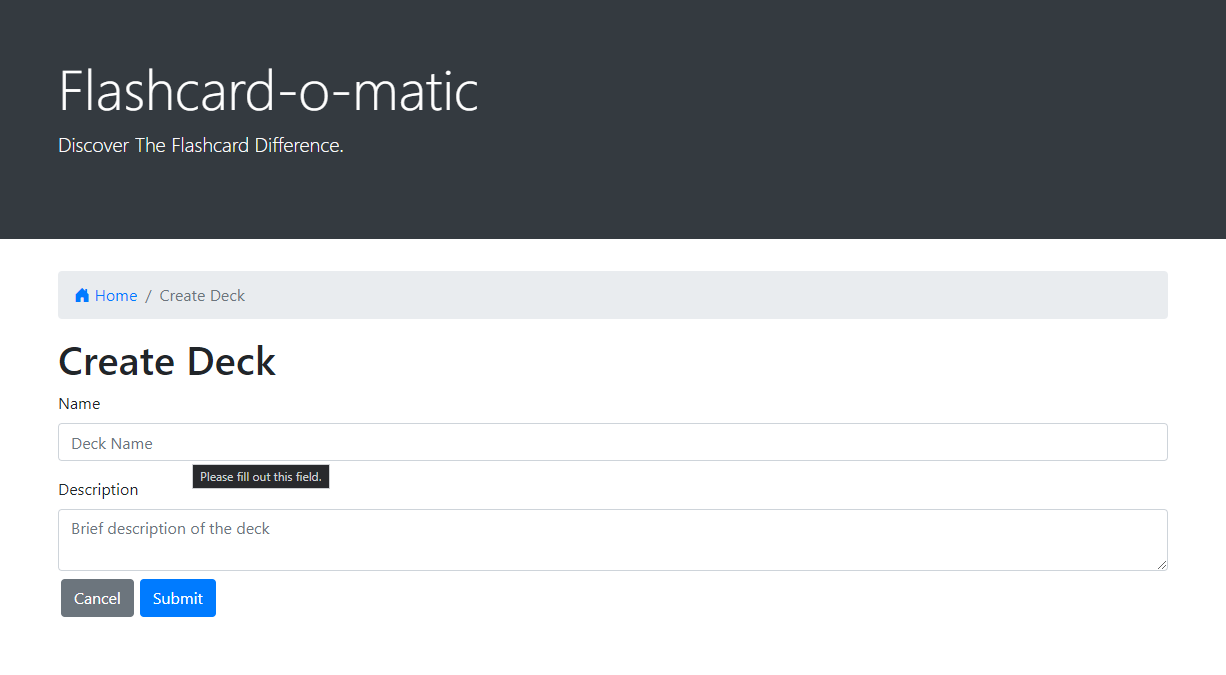 Flashcard-o-matic
Discover The Flashcard Difference.
Home / Create Deck
Create Deck
Name
Deck Name
Please fill out this field.
Description
Brief description of the deck
Cancel Submit